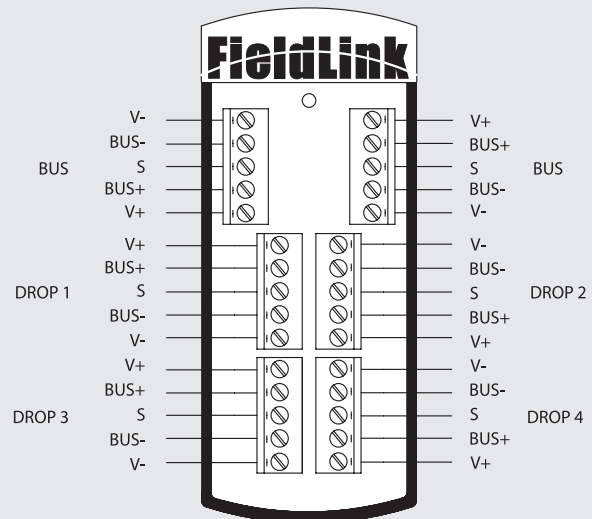 FieldLink
V-
BUS-
BUS
S
BUS+
V+
V+
BUS+
S
BUS
BUS-
V-
V+
BUS+
DROP 1
S
BUS-
V-
V-
BUS-
S
DROP 2
BUS+
V+
V+
BUS+
DROP 3
S
BUS-
V-
V-
BUS-
S
DROP 4
BUS+
V+